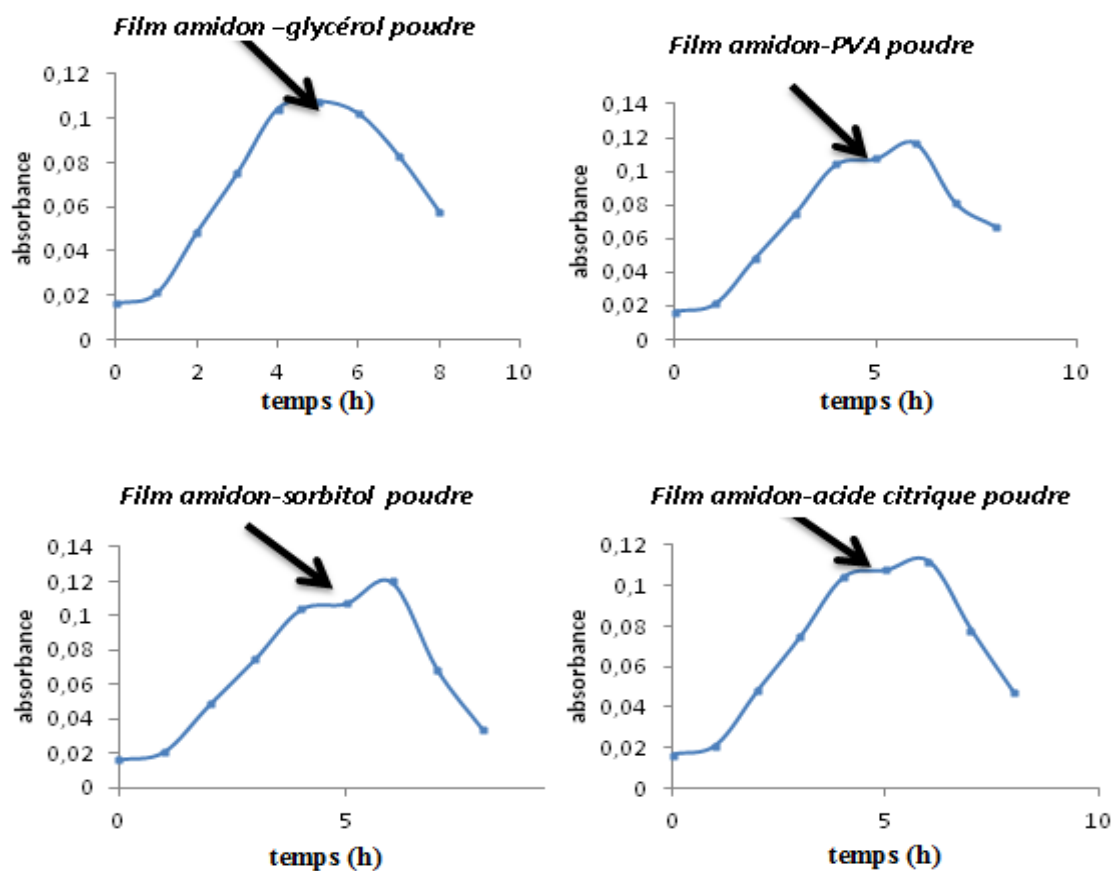 Film amidon –glycérol poudre
0,12
0,1
0,08
0,06
0,04
0,02
0
absorbance
0 2 4 6 8 10
temps (h)
Film amidon-PVA poudre
0,14
0,12
0,1
0,08
0,06
0,04
0,02
0
absorbance
0 5 10
temps (h)
Film amidon-sorbitol poudre
0,14
0,12
0,1
0,08
0,06
0,04
0,02
0
absorbance
0 5
temps (h)
Film amidon-acide citrique poudre
0,12
0,1
0,08
0,06
0,04
0,02
0
absorbance
0 5 10
temps (h)